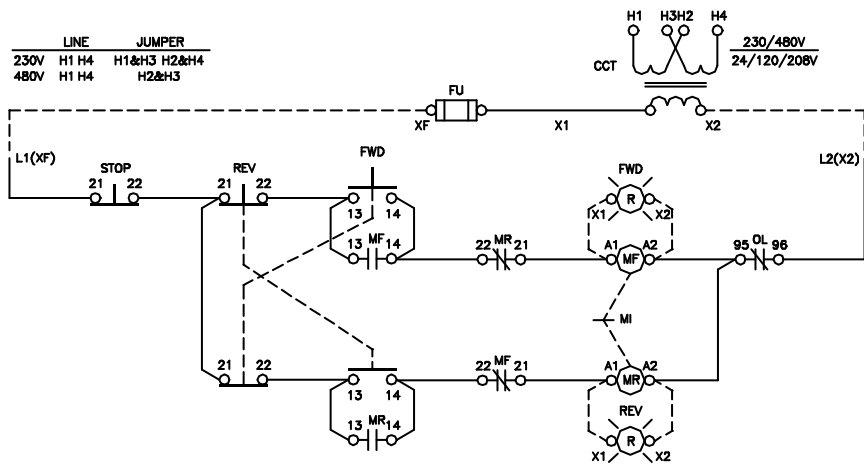 H1 H3 H2 H4
LINE JUMPER
230V H1 H4 H1&H3 H2&H4
480V H1 H4 H2&H3
CCT
230/480V
24/120/208V
FU
XF X1 X2
L1(XF)
L2(X2)
STOP REV FWD FWD
21 22 21 22 13 14 X1 R X2
13 MF 14 22 MR 21 A1 MF A2 95 OL 96
MI
21 22 13 14 22 MF 21 A1 MR A2
13 MR 14 REV
X1 R X2